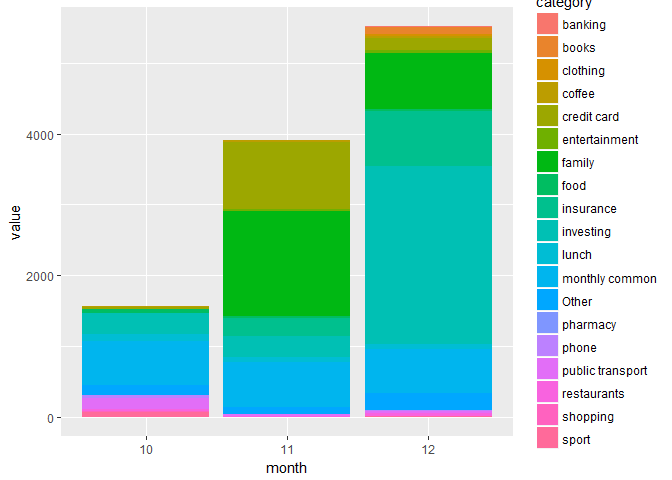 category
banking
books
clothing
coffee
credit card
entertainment
family
food
insurance
investing
lunch
monthly common
Other
pharmacy
phone
public transport
restaurants
shopping
sport
4000
2000
0
value
10 11 12
month